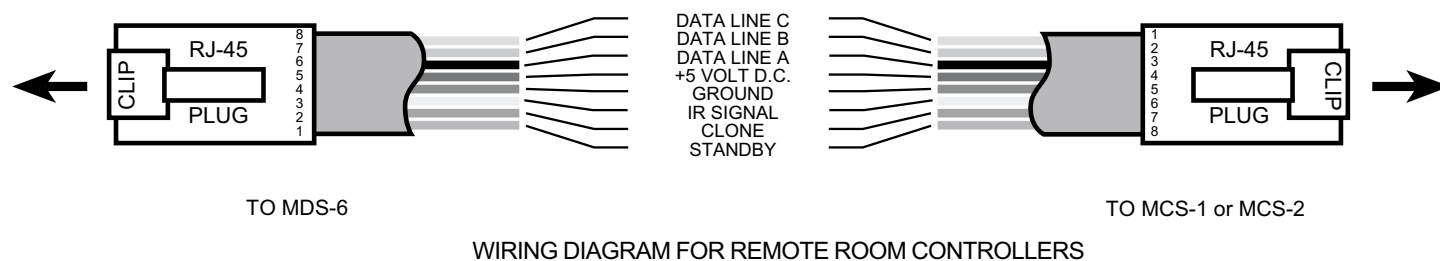 8
7
6
5
4
3
2
1
RJ-45
PLUG
CLIP
DATA LINE C
DATA LINE B
DATA LINE A
+5 VOLT D.C.
GROUND
IR SIGNAL
CLONE
STANDBY
1
2
3
4
5
6
7
8
RJ-45
PLUG
CLIP
TO MDS-6
TO MCS-1 or MCS-2
WIRING DIAGRAM FOR REMOTE ROOM CONTROLLERS